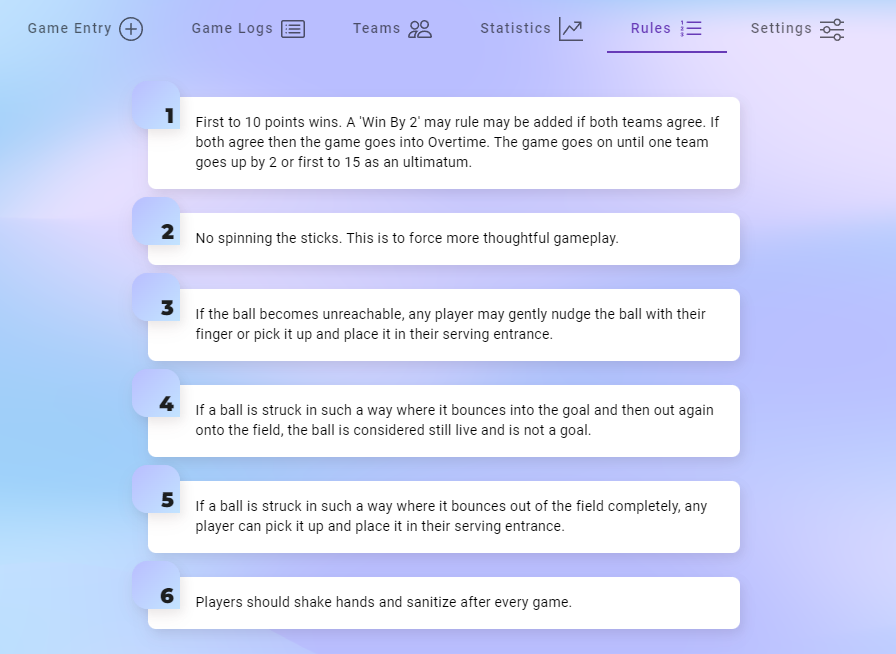 Game Entry Game Logs Teams Statistics Rules Settings
1
First to 10 points wins. A 'Win By 2' may rule may be added if both teams agree. If
both agree then the game goes into Overtime. The game goes on until one team
goes up by 2 or first to 15 as an ultimatum.
2
No spinning the sticks. This is to force more thoughtful gameplay.
3
If the ball becomes unreachable, any player may gently nudge the ball with their
finger or pick it up and place it in their serving entrance.
4
If a ball is struck in such a way where it bounces into the goal and then out again
onto the field, the ball is considered still live and is not a goal.
5
If a ball is struck in such a way where it bounces out of the field completely, any
player can pick it up and place it in their serving entrance.
6
Players should shake hands and sanitize after every game.